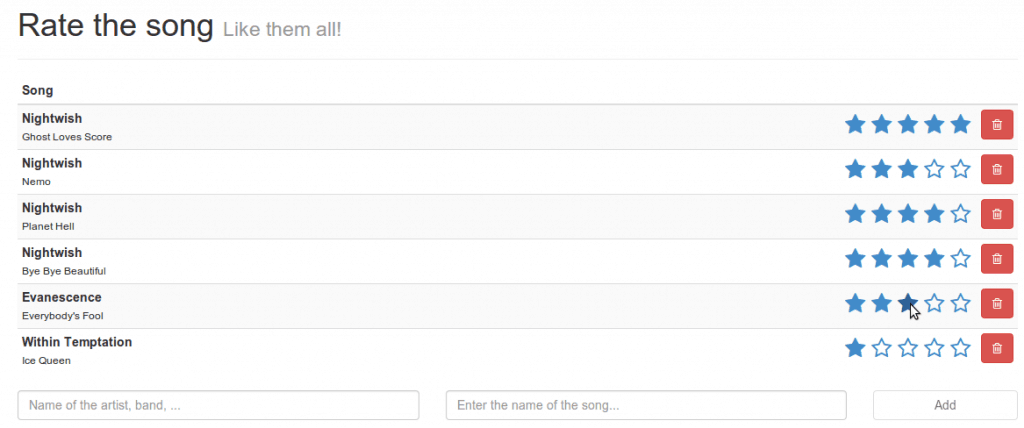 Rate the song Like them all!
Song
Nightwish
Ghost Loves Score
Nightwish
Nemo
Nightwish
Planet Hell
Nightwish
Bye Bye Beautiful
Evanescence
Everybody's Fool
Within Temptation
Ice Queen
Name of the artist, band, ... Enter the name of the song... Add